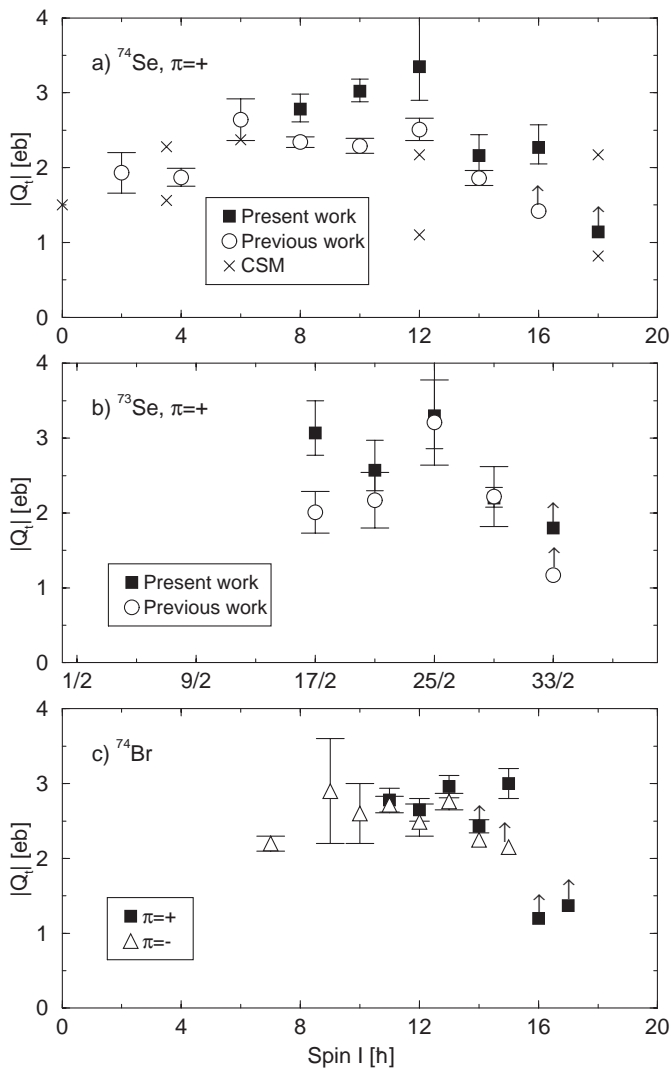 4
a) ⁷⁴Se, π=+
3
|Qₜ| [eb]
2
Present work
Previous work
CSM
1
0
0 4 8 12 16 20
4
b) ⁷³Se, π=+
3
|Qₜ| [eb]
2
Present work
Previous work
1
0
1/2 9/2 17/2 25/2 33/2
4
c) ⁷⁴Br
3
|Qₜ| [eb]
2
π=+
π=-
1
0
0 4 8 12 16 20
Spin I [ħ]